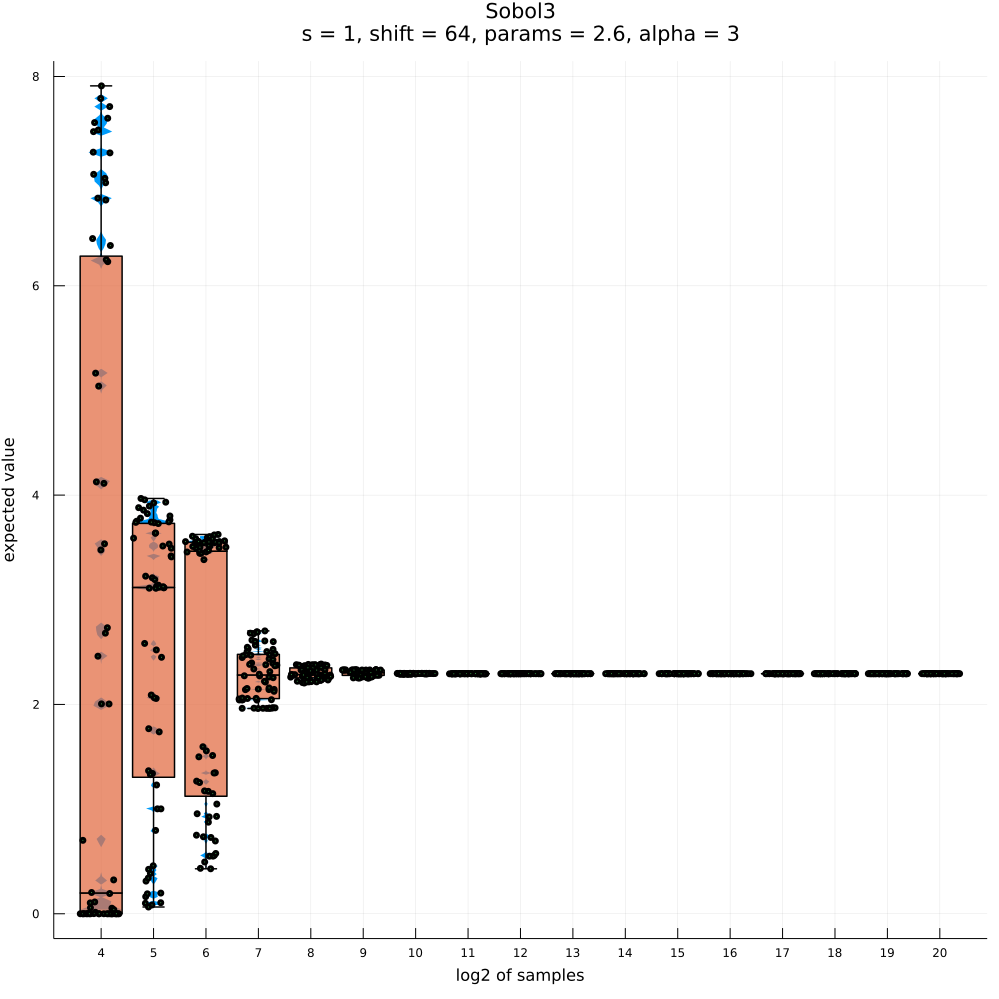 Sobol3
s = 1, shift = 64, params = 2.6, alpha = 3
8
6
4
2
0
expected value
4 5 6 7 8 9 10 11 12 13 14 15 16 17 18 19 20
log2 of samples